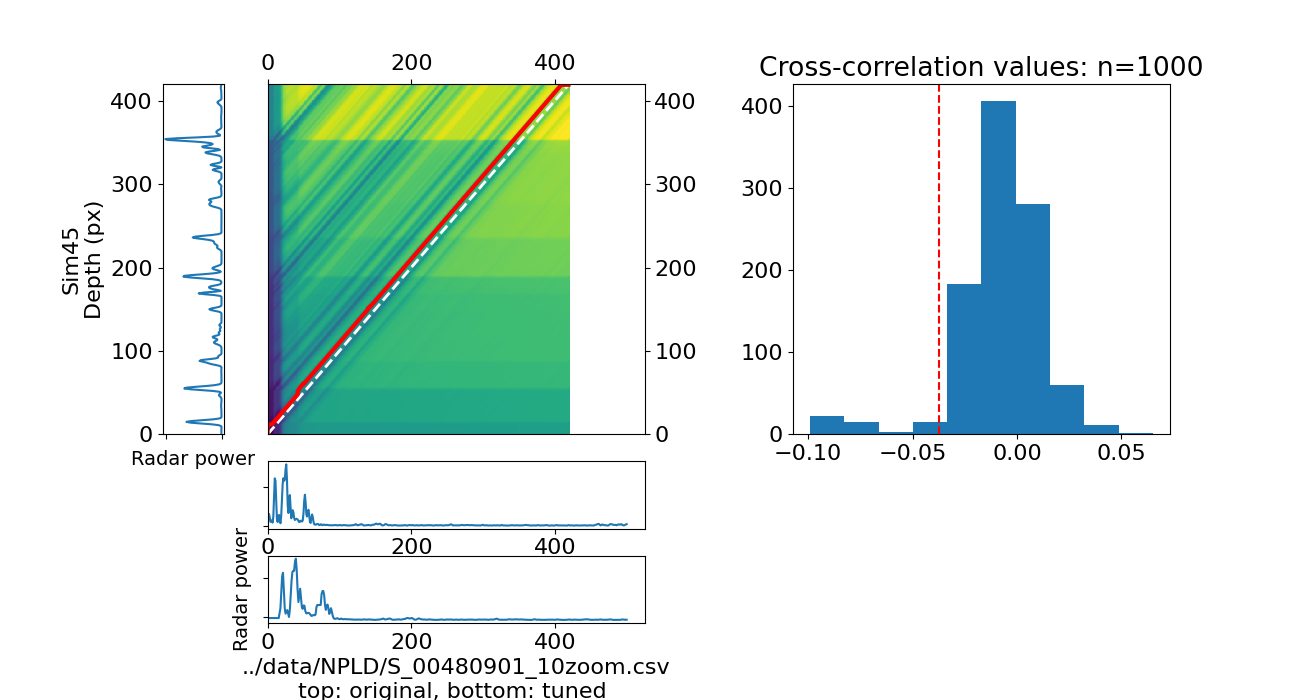 Cross-correlation values: n=1000
0 200 400
400
300
200
100
0
Sim45
Depth (px)
Radar power
400
300
200
100
0
400
300
200
100
0
−0.10 −0.05 0.00 0.05
0 200 400
Radar power
0 200 400
../data/NPLD/S_00480901_10zoom.csv
top: original, bottom: tuned